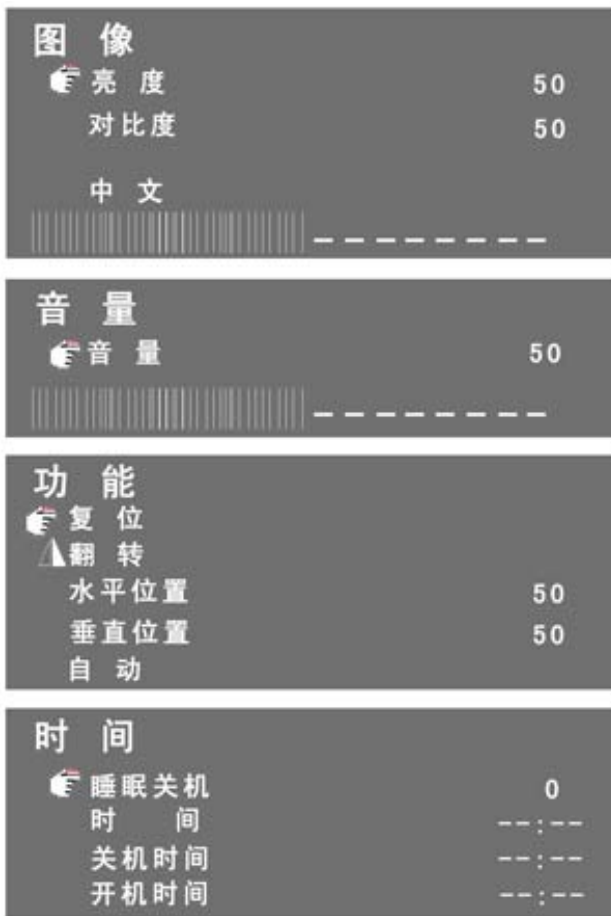 图 像
亮 度 50
对比度 50
中 文
音 量
音 量 50
功 能
复 位
翻 转
水平位置 50
垂直位置 50
自 动
时 间
睡眠关机 0
时 间 --:--
关机时间 --:--
开机时间 --:--